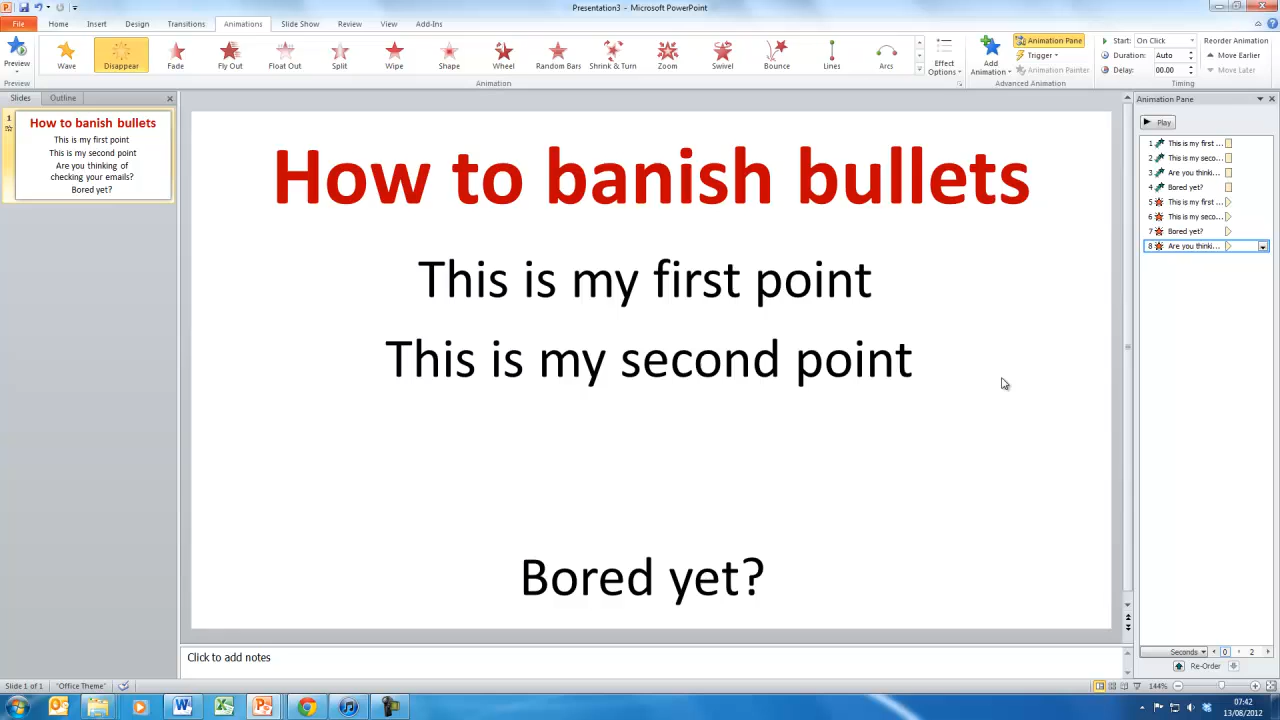 Presentation3 - Microsoft PowerPoint
File Home Insert Design Transitions Animations Slide Show Review View Add-Ins
Preview Wave Disappear Fade Fly Out Float Out Split Wipe Shape Wheel Random Bars Shrink & Turn Zoom Swivel Bounce Lines Arcs
Effect Options
Add Animation
Animation Pane
Trigger
Animation Painter
Start: On Click
Duration: Auto
Delay: 00.00
Reorder Animation
Move Earlier
Move Later
Preview Animation Advanced Animation Timing
Slides Outline
1
How to banish bullets
This is my first point
This is my second point
Are you thinking of
checking your emails?
Bored yet?
How to banish bullets
This is my first point
This is my second point
Bored yet?
Click to add notes
Animation Pane
Play
1 This is my first ...
2 This is my seco...
3 Are you thinki...
4 Bored yet?
5 This is my first ...
6 This is my seco...
7 Bored yet?
8 Are you thinki...
Seconds 0 2
Re-Order
Slide 1 of 1 "Office Theme" 144%
07:42
13/08/2012